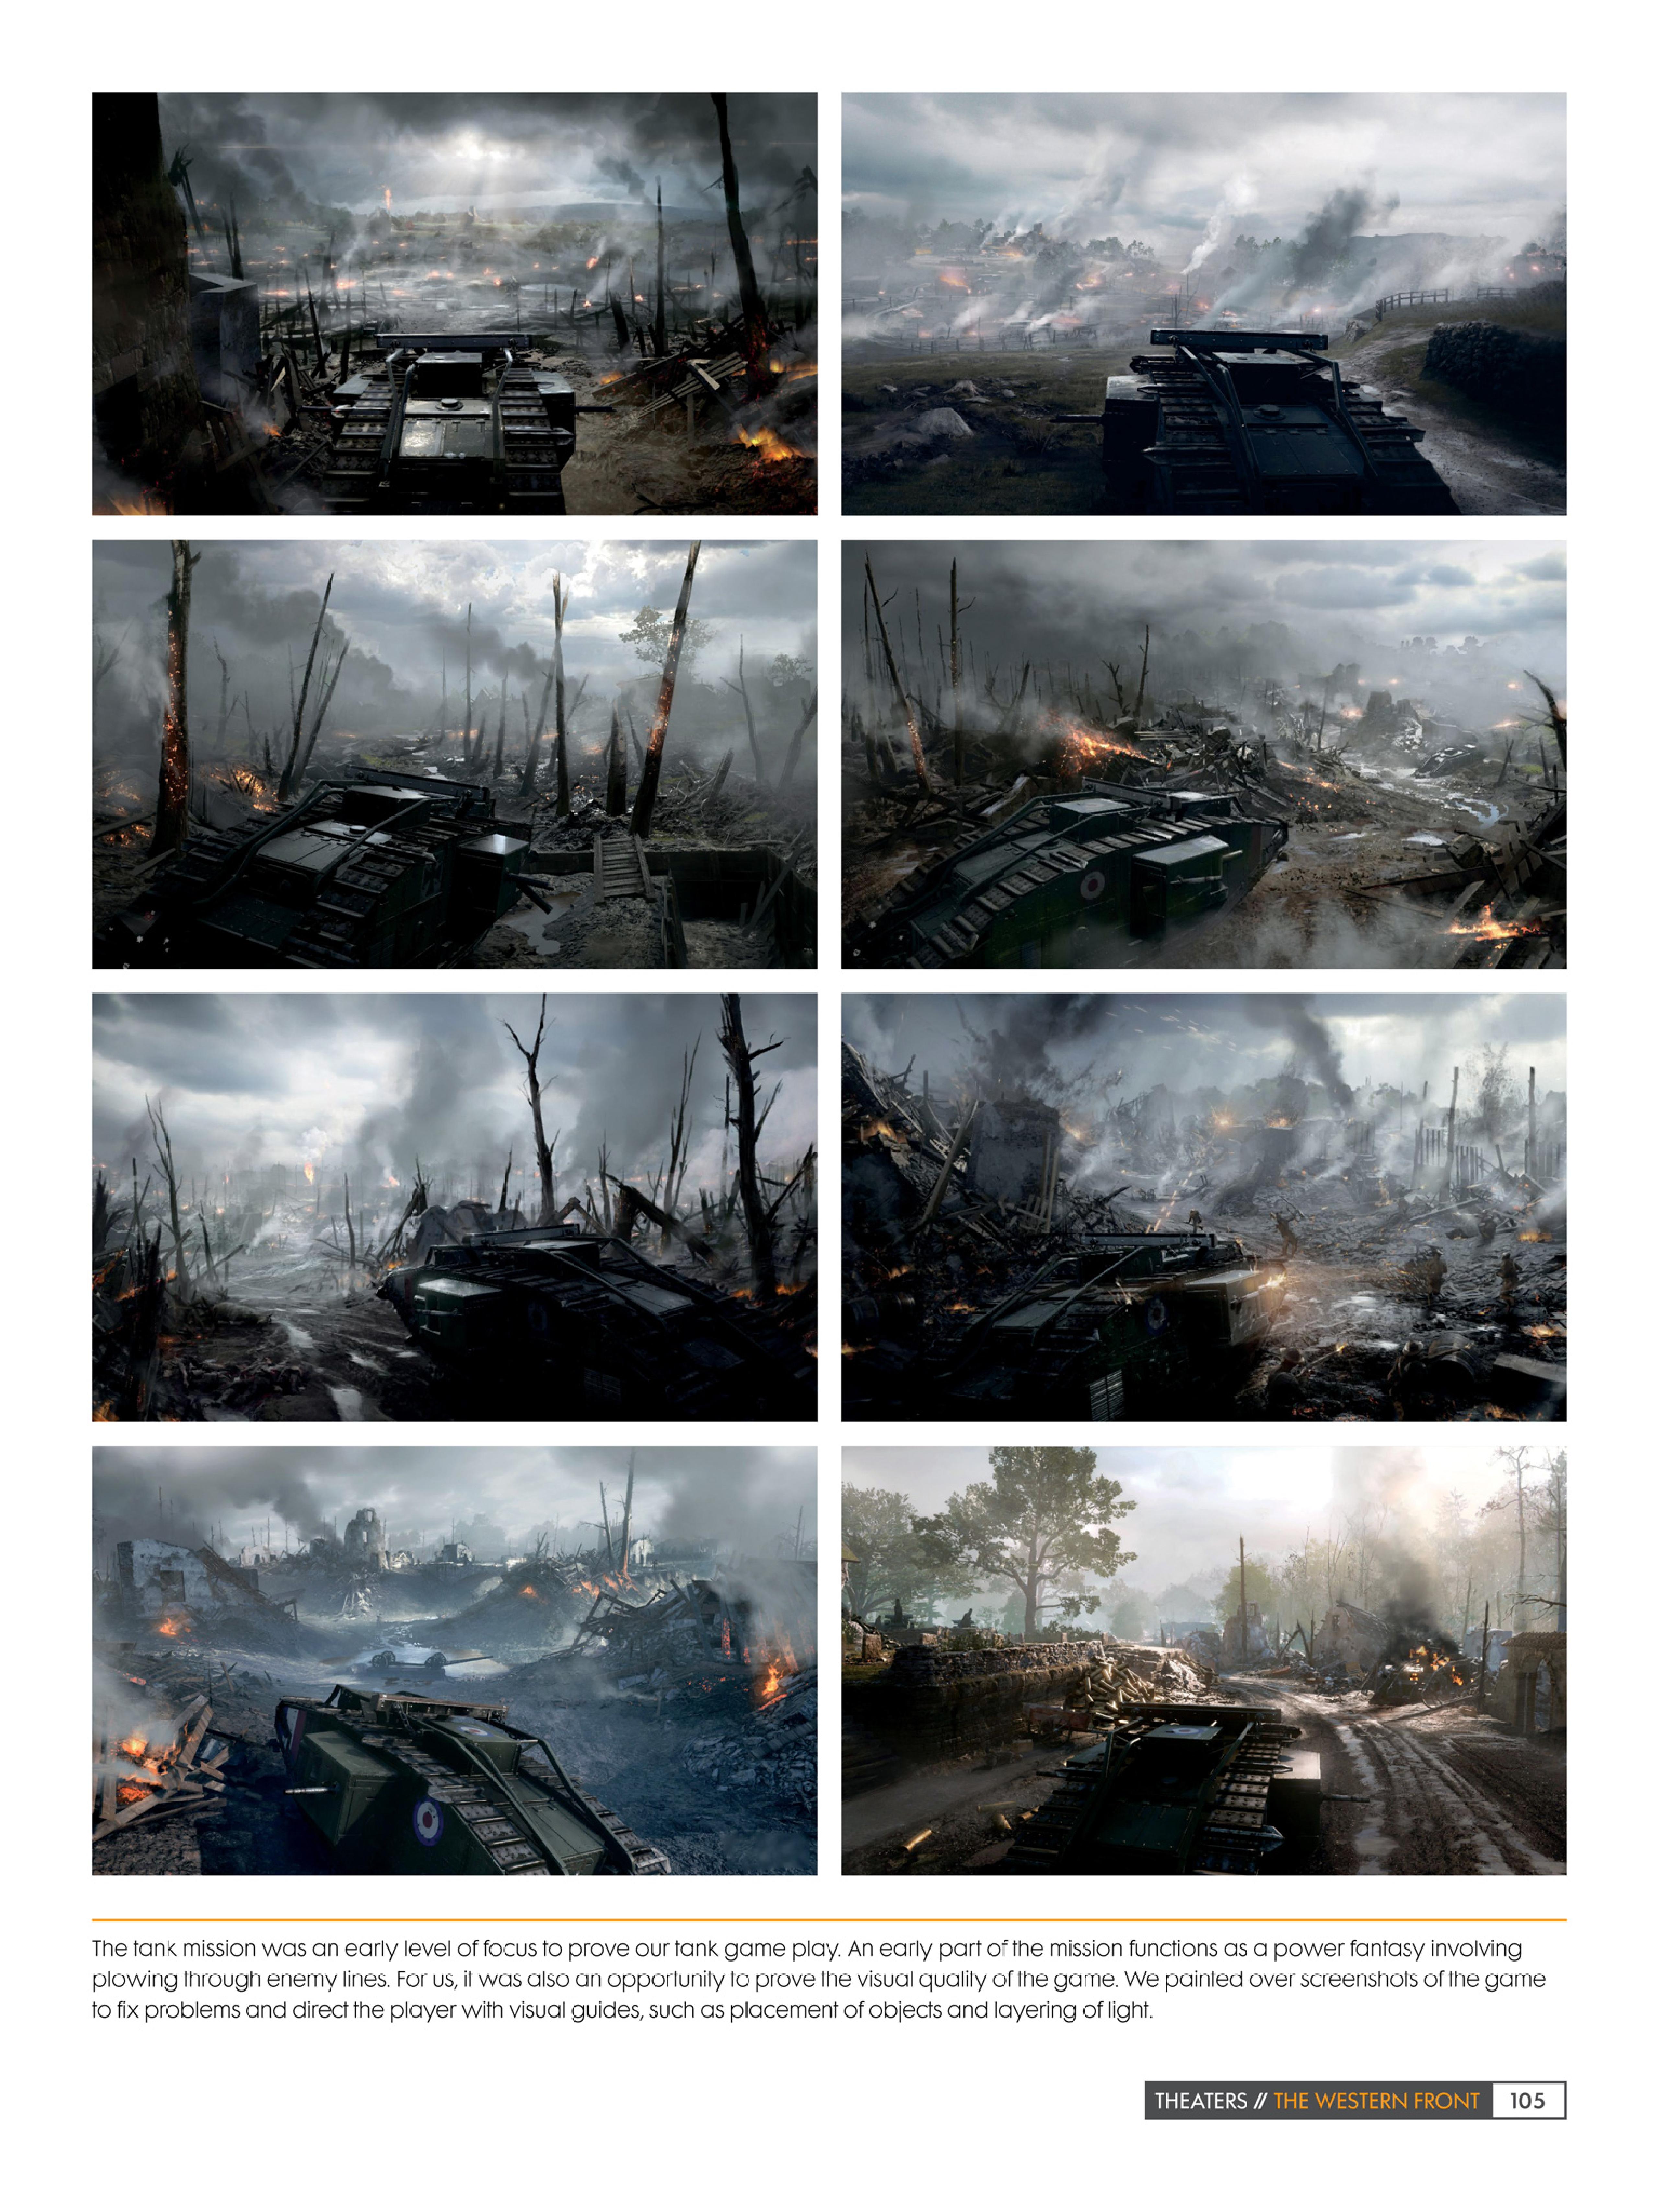 The tank mission was an early level of focus to prove our tank game play. An early part of the mission functions as a power fantasy involving
plowing through enemy lines. For us, it was also an opportunity to prove the visual quality of the game. We painted over screenshots of the game
to fix problems and direct the player with visual guides, such as placement of objects and layering of light.
THEATERS // THE WESTERN FRONT 105